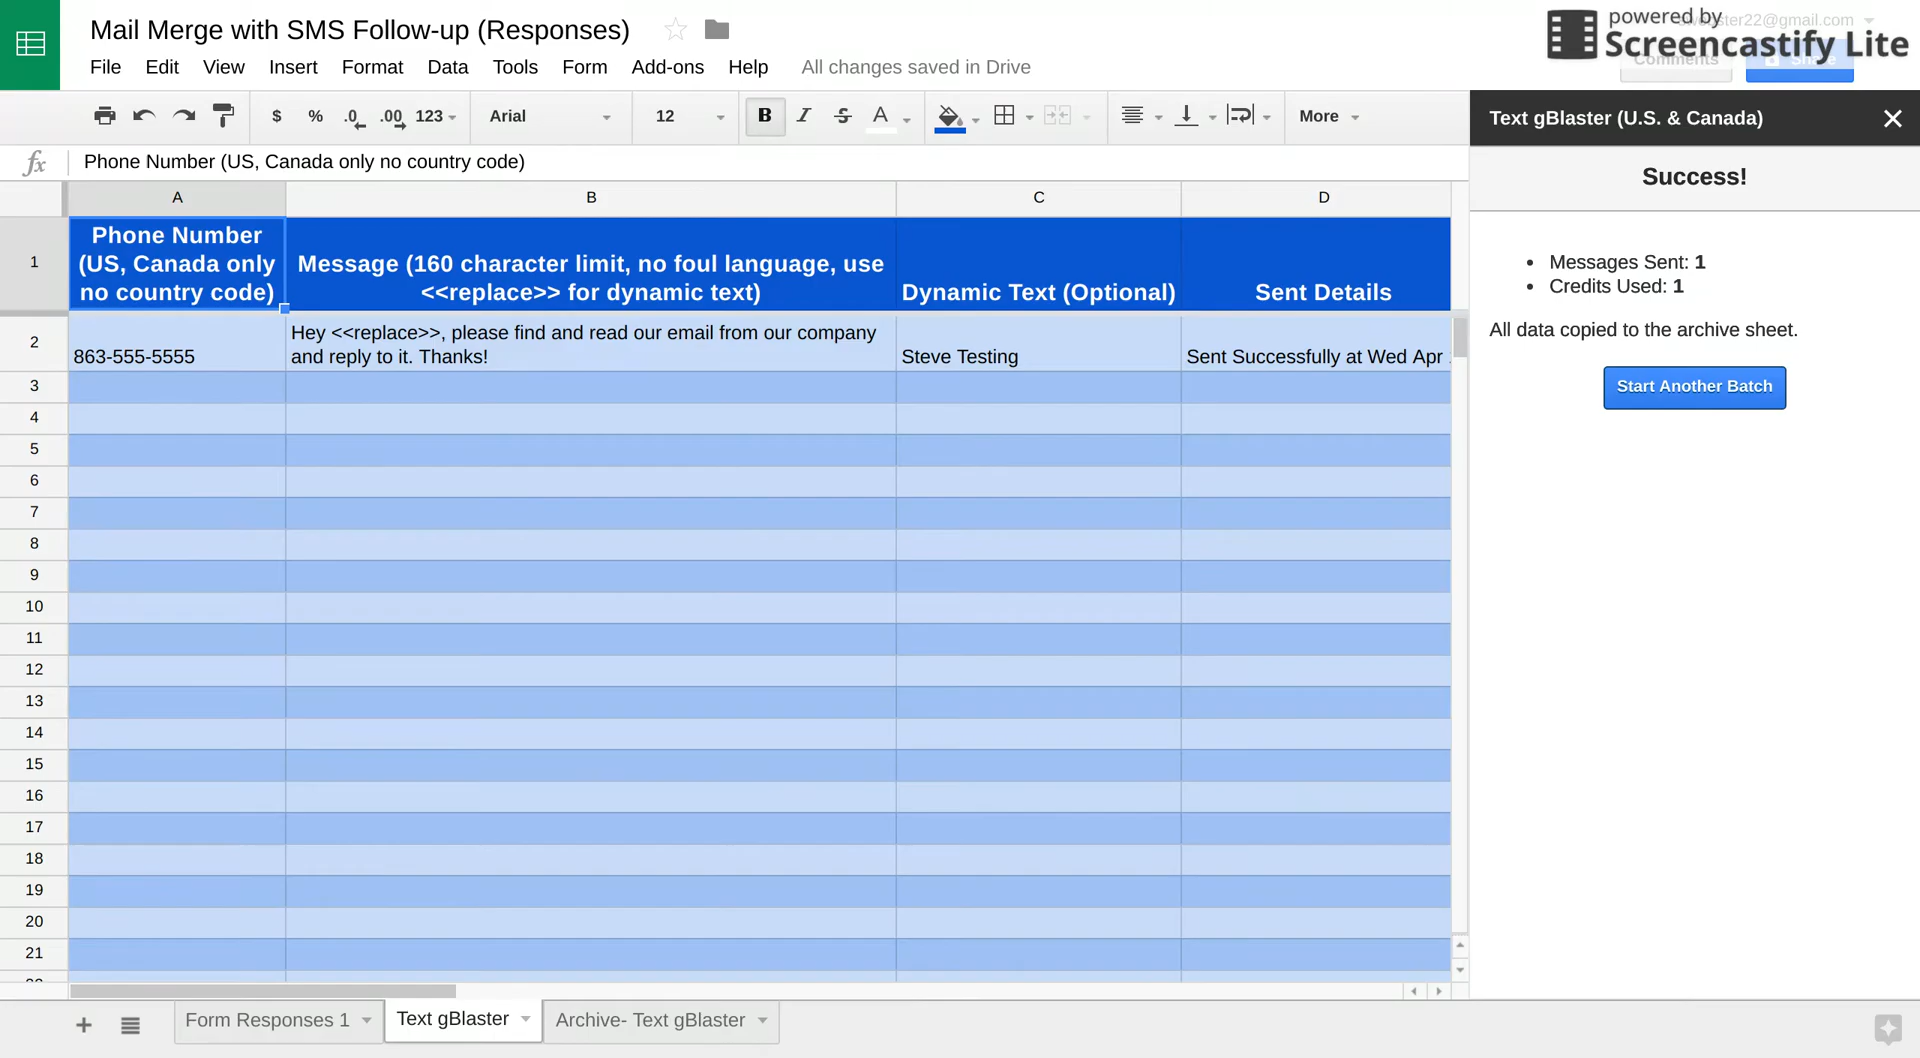 Mail Merge with SMS Follow-up (Responses)
powered by
Screencastify Lite
File Edit View Insert Format Data Tools Form Add-ons Help All changes saved in Drive
Comments
Share
$ % .0 .00 123 Arial 12 B I S A More
Text gBlaster (U.S. & Canada)
fx Phone Number (US, Canada only no country code)
Success!
A B C D
1
Phone Number
(US, Canada only
no country code)
Message (160 character limit, no foul language, use
<<replace>> for dynamic text)
Dynamic Text (Optional)
Sent Details
Messages Sent: 1
Credits Used: 1
All data copied to the archive sheet.
Start Another Batch
2
863-555-5555
Hey <<replace>>, please find and read our email from our company
and reply to it. Thanks!
Steve Testing
Sent Successfully at Wed Apr
3
4
5
6
7
8
9
10
11
12
13
14
15
16
17
18
19
20
21
Form Responses 1 Text gBlaster Archive- Text gBlaster